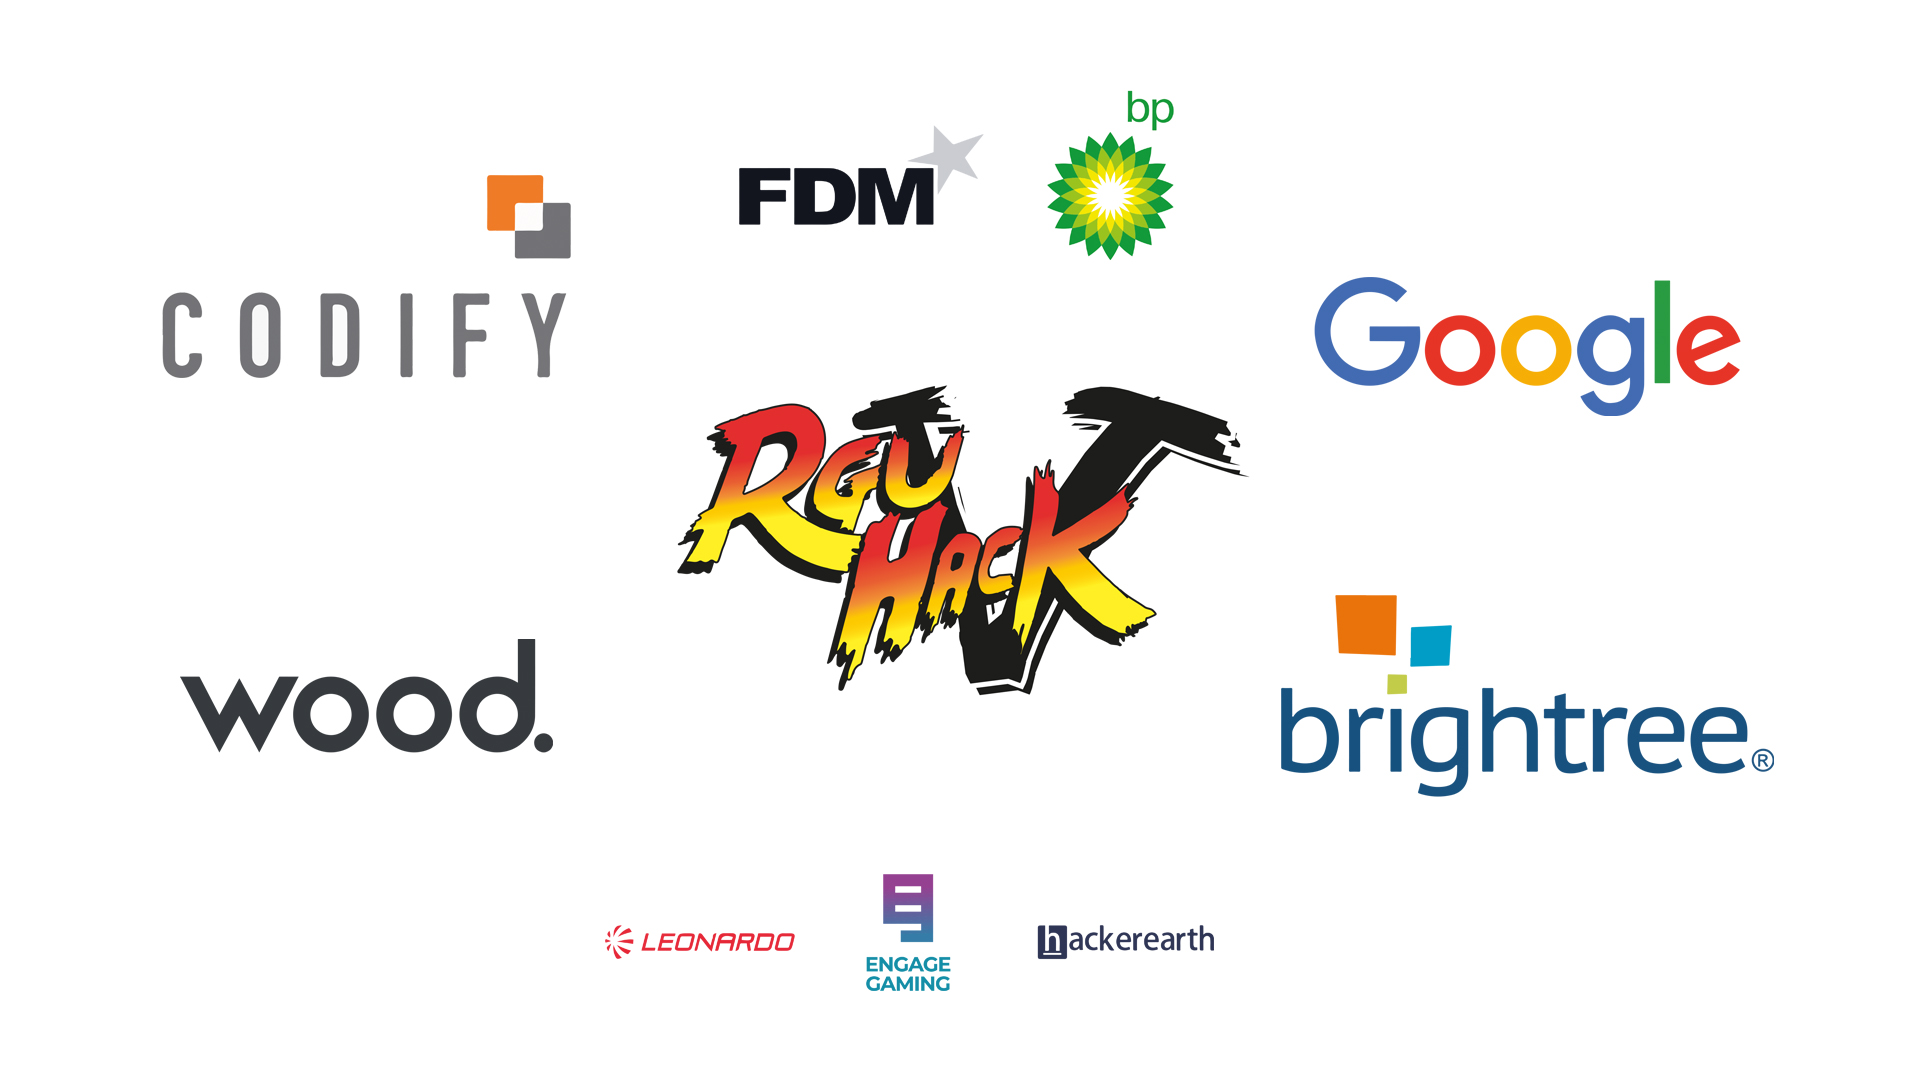 bp
FDM
CODIFY
Google
RGU
HACK
V
wood.
brightree®
LEONARDO
ENGAGE
GAMING
hackerearth